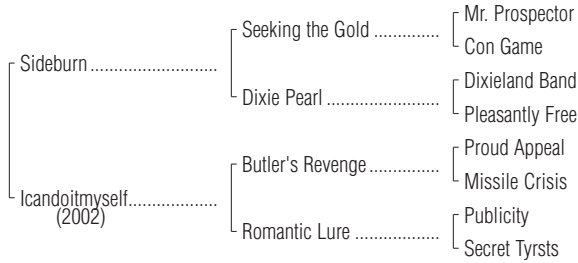 Mr. Prospector
Seeking the Gold ..............
Con Game
Sideburn ...........................
Dixieland Band
Dixie Pearl ........................
Pleasantly Free
Proud Appeal
Butler's Revenge ...............
Missile Crisis
Icandoitmyself...................
(2002)
Publicity
Romantic Lure ..................
Secret Tyrsts